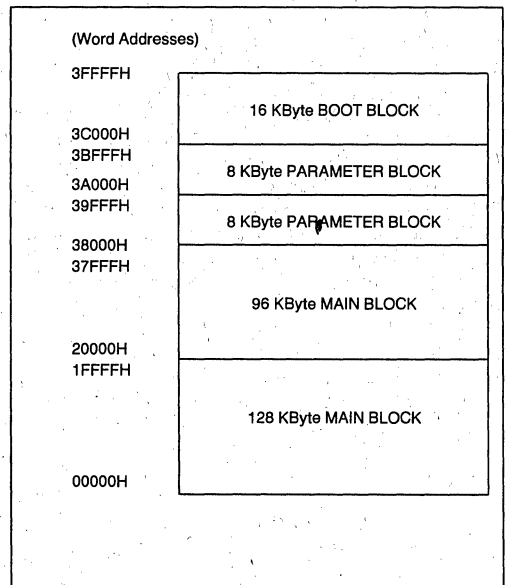 (Word Addresses)
3FFFFH
16 KByte BOOT BLOCK
3C000H
3BFFFH
8 KByte PARAMETER BLOCK
3A000H
39FFFH
8 KByte PARAMETER BLOCK
38000H
37FFFH
96 KByte MAIN BLOCK
20000H
1FFFFH
128 KByte MAIN BLOCK
00000H